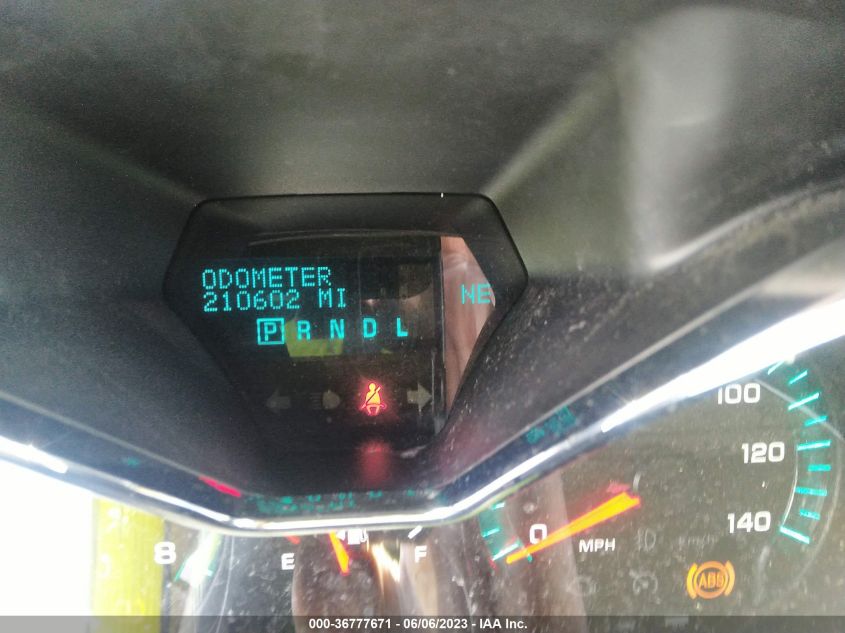 ODOMETER
210602 MI
NE
P R N D L
100
120
140
0
MPH
8
E
F
ABS
000-36777671 - 06/06/2023 - IAA Inc.